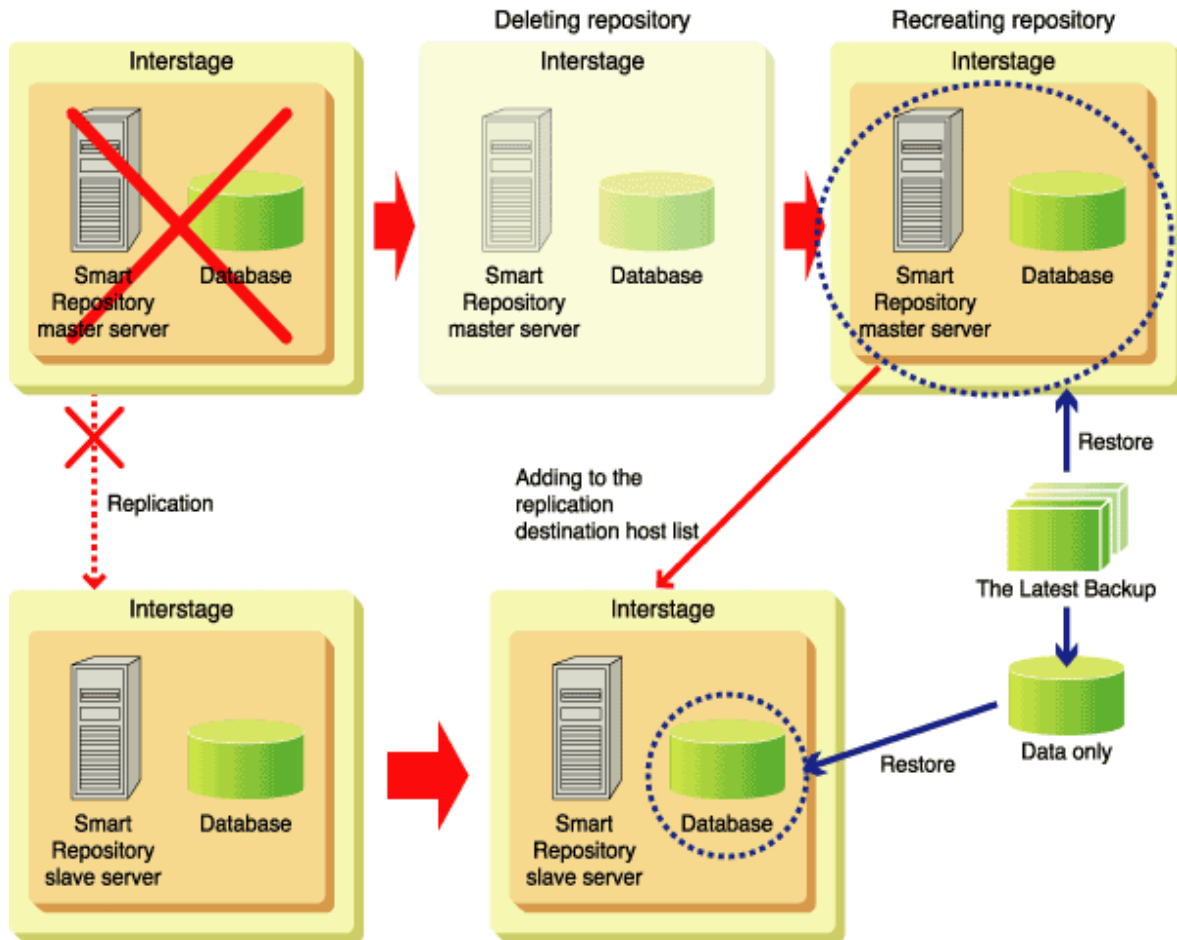 Deleting repository
Recreating repository
Interstage
Interstage
Interstage
Smart
Repository
master server
Database
Smart
Repository
master server
Database
Smart
Repository
master server
Database
Replication
Adding to the
replication
destination host list
Restore
The Latest Backup
Interstage
Interstage
Smart
Repository
slave server
Database
Smart
Repository
slave server
Database
Restore
Data only